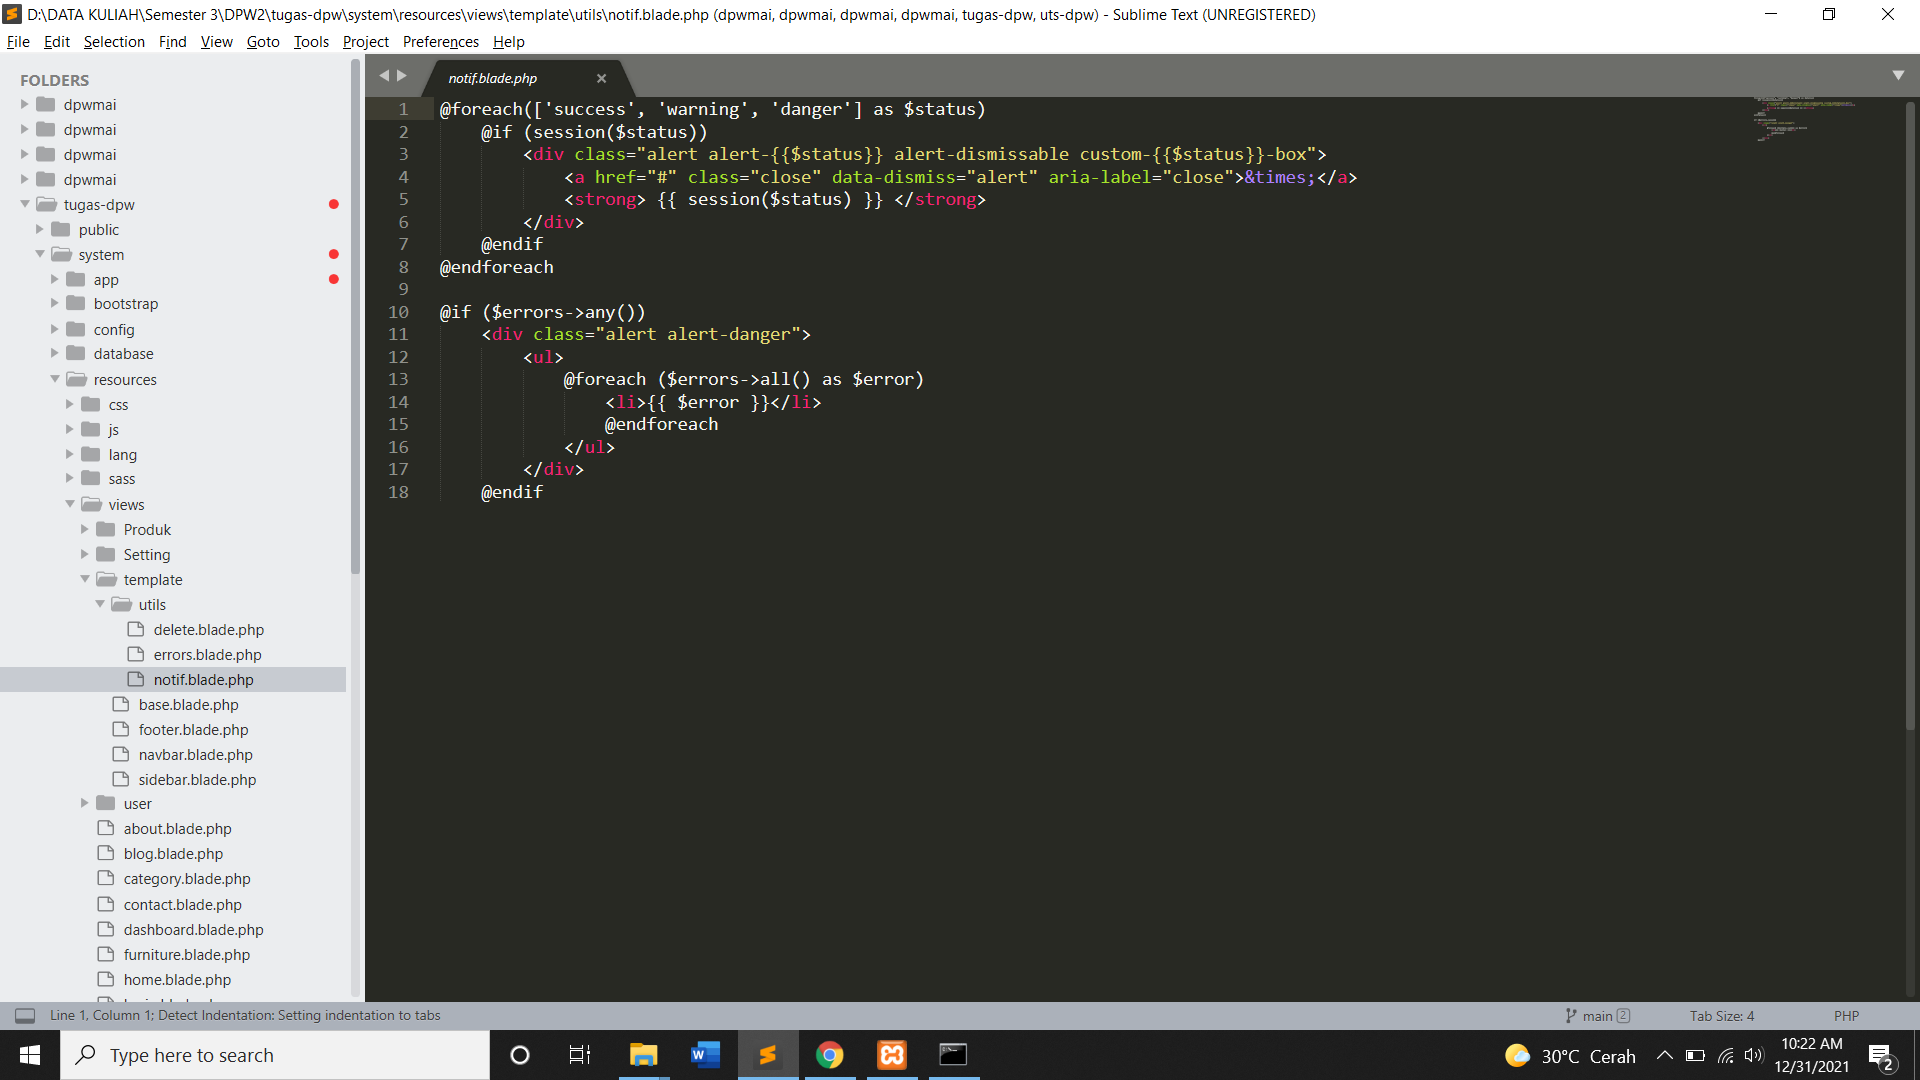 D:\DATA KULIAH\Semester 3\DPW2\tugas-dpw\system\resources\views\template\utils\notif.blade.php (dpwmai, dpwmai, dpwmai, dpwmai, tugas-dpw, uts-dpw) - Sublime Text (UNREGISTERED)
File Edit Selection Find View Goto Tools Project Preferences Help
FOLDERS
dpwmai
dpwmai
dpwmai
dpwmai
tugas-dpw
public
system
app
bootstrap
config
database
resources
css
js
lang
sass
views
Produk
Setting
template
utils
delete.blade.php
errors.blade.php
notif.blade.php
base.blade.php
footer.blade.php
navbar.blade.php
sidebar.blade.php
user
about.blade.php
blog.blade.php
category.blade.php
contact.blade.php
dashboard.blade.php
furniture.blade.php
home.blade.php
notif.blade.php
1 @foreach(['success', 'warning', 'danger'] as $status)
2 @if (session($status))
3 <div class="alert alert-{{$status}} alert-dismissable custom-{{$status}}-box">
4 <a href="#" class="close" data-dismiss="alert" aria-label="close">&times;</a>
5 <strong> {{ session($status) }} </strong>
6 </div>
7 @endif
8 @endforeach
9
10 @if ($errors->any())
11 <div class="alert alert-danger">
12 <ul>
13 @foreach ($errors->all() as $error)
14 <li>{{ $error }}</li>
15 @endforeach
16 </ul>
17 </div>
18 @endif
Line 1, Column 1; Detect Indentation: Setting indentation to tabs
main 2
Tab Size: 4
PHP
Type here to search
30°C Cerah
10:22 AM
12/31/2021
2